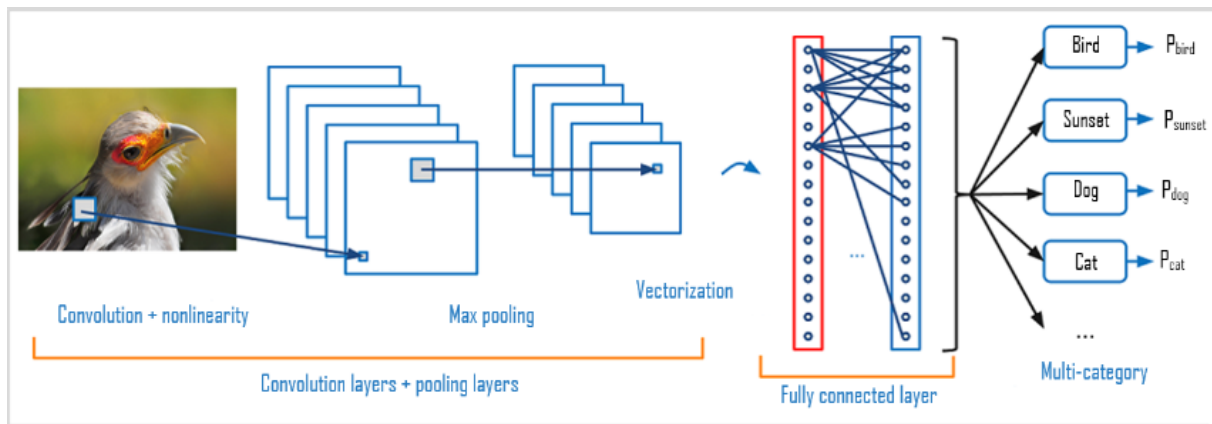 Bird
P_bird
Sunset
P_sunset
Dog
P_dog
Cat
P_cat
...
...
Vectorization
Convolution + nonlinearity
Max pooling
Convolution layers + pooling layers
Fully connected layer
Multi-category